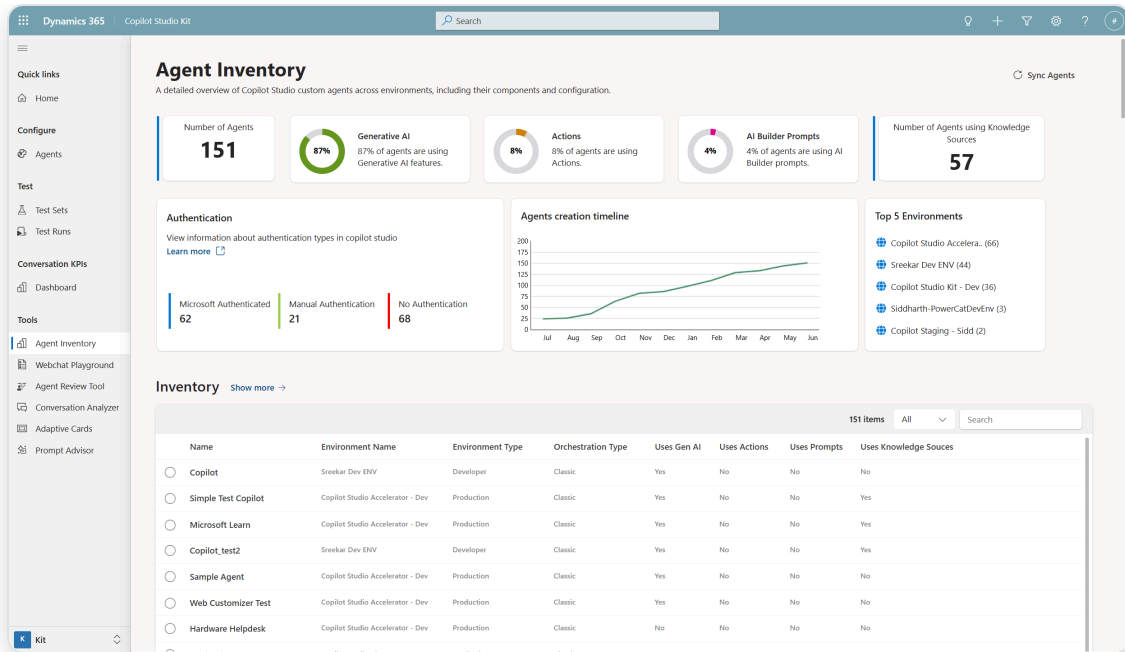 Dynamics 365 Copilot Studio Kit Search #
Quick links
Home
Configure
Agents
Test
Test Sets
Test Runs
Conversation KPIs
Dashboard
Tools
Agent Inventory
Webchat Playground
Agent Review Tool
Conversation Analyzer
Adaptive Cards
Prompt Advisor
K Kit
Agent Inventory
Sync Agents
A detailed overview of Copilot Studio custom agents across environments, including their components and configuration.
Number of Agents
151
87%
Generative AI
87% of agents are using
Generative AI features.
8%
Actions
8% of agents are using
Actions.
4%
AI Builder Prompts
4% of agents are using AI
Builder prompts.
Number of Agents using Knowledge
Sources
57
Authentication
View information about authentication types in copilot studio
Learn more
Microsoft Authenticated
62
Manual Authentication
21
No Authentication
68
Agents creation timeline
200
175
150
125
100
75
50
25
0
Jul Aug Sep Oct Nov Dec Jan Feb Mar Apr May Jun
Top 5 Environments
Copilot Studio Accelera.. (66)
Sreekar Dev ENV (44)
Copilot Studio Kit - Dev (36)
Siddharth-PowerCatDevEnv (3)
Copilot Staging - Sidd (2)
Inventory Show more
151 items All Search
Name Environment Name Environment Type Orchestration Type Uses Gen AI Uses Actions Uses Prompts Uses Knowledge Souces
Copilot Sreekar Dev ENV Developer Classic Yes No No No
Simple Test Copilot Copilot Studio Accelerator - Dev Production Classic Yes No No Yes
Microsoft Learn Copilot Studio Accelerator - Dev Production Classic Yes No No Yes
Copilot_test2 Sreekar Dev ENV Developer Classic Yes No No Yes
Sample Agent Copilot Studio Accelerator - Dev Production Classic Yes No No No
Web Customizer Test Copilot Studio Accelerator - Dev Production Classic Yes No No No
Hardware Helpdesk Copilot Studio Accelerator - Dev Production Classic No No No No